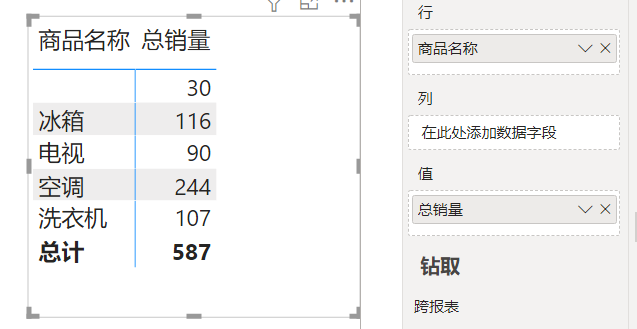 商品名称 总销量
30
冰箱 116
电视 90
空调 244
洗衣机 107
总计 587
行
商品名称
列
在此处添加数据字段
值
总销量
钻取
跨报表